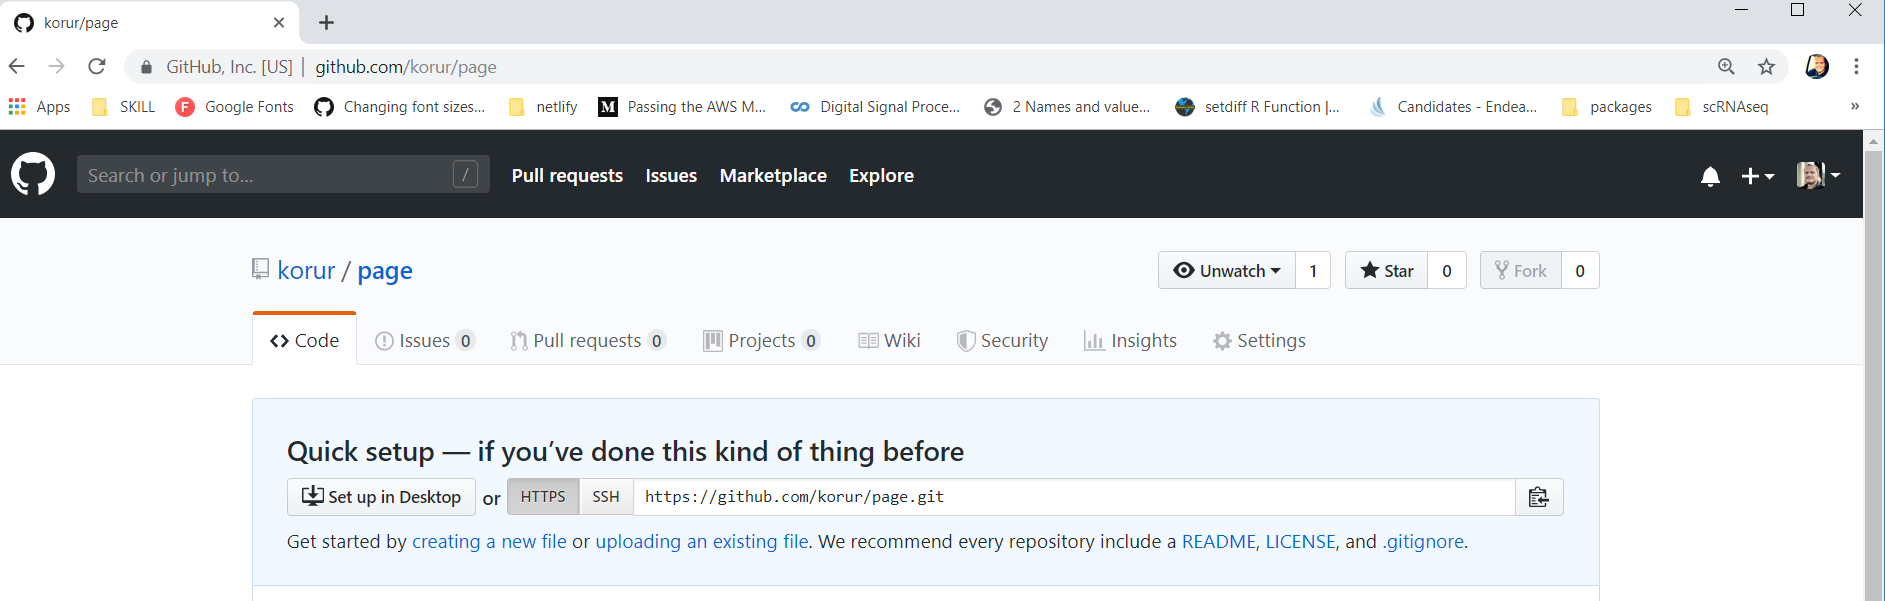 korur/page
GitHub, Inc. [US] | github.com/korur/page
Apps SKILL Google Fonts Changing font sizes... netlify Passing the AWS M... Digital Signal Proce... 2 Names and value... setdiff R Function |... Candidates - Endea... packages scRNAseq »
Search or jump to... / Pull requests Issues Marketplace Explore
korur / page Unwatch 1 Star 0 Fork 0
Code Issues 0 Pull requests 0 Projects 0 Wiki Security Insights Settings
Quick setup — if you’ve done this kind of thing before
Set up in Desktop or HTTPS SSH https://github.com/korur/page.git
Get started by creating a new file or uploading an existing file. We recommend every repository include a README, LICENSE, and .gitignore.